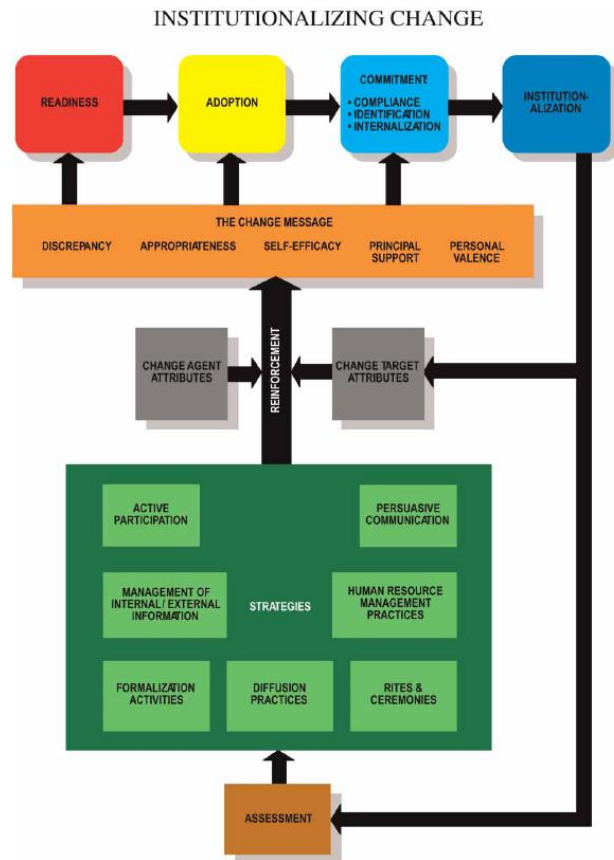 INSTITUTIONALIZING CHANGE
READINESS
ADOPTION
COMMITMENT:
• COMPLIANCE
• IDENTIFICATION
• INTERNALIZATION
INSTITUTION-
ALIZATION
THE CHANGE MESSAGE
DISCREPANCY
APPROPRIATENESS
SELF-EFFICACY
PRINCIPAL
SUPPORT
PERSONAL
VALENCE
CHANGE AGENT
ATTRIBUTES
REINFORCEMENT
CHANGE TARGET
ATTRIBUTES
ACTIVE
PARTICIPATION
PERSUASIVE
COMMUNICATION
MANAGEMENT OF
INTERNAL / EXTERNAL
INFORMATION
STRATEGIES
HUMAN RESOURCE
MANAGEMENT
PRACTICES
FORMALIZATION
ACTIVITIES
DIFFUSION
PRACTICES
RITES &
CEREMONIES
ASSESSMENT